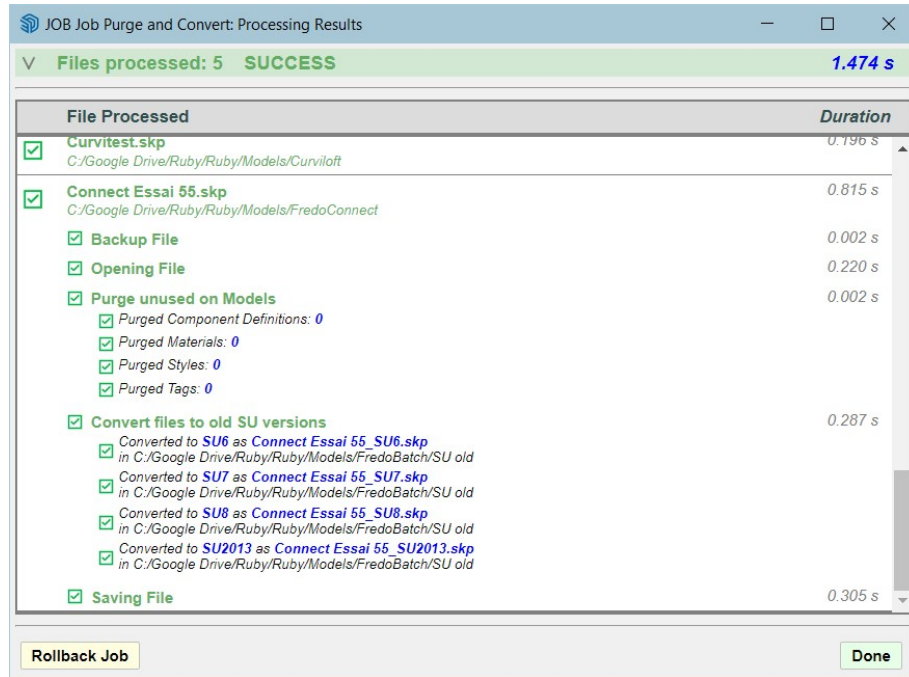 JOB Job Purge and Convert: Processing Results
Files processed: 5 SUCCESS 1.474 s
File Processed Duration
Curvitest.skp 0.196 s
C:/Google Drive/Ruby/Ruby/Models/Curviloft
Connect Essai 55.skp 0.815 s
C:/Google Drive/Ruby/Ruby/Models/FredoConnect
Backup File 0.002 s
Opening File 0.220 s
Purge unused on Models 0.002 s
Purged Component Definitions: 0
Purged Materials: 0
Purged Styles: 0
Purged Tags: 0
Convert files to old SU versions 0.287 s
Converted to SU6 as Connect Essai 55_SU6.skp
in C:/Google Drive/Ruby/Ruby/Models/FredoBatch/SU old
Converted to SU7 as Connect Essai 55_SU7.skp
in C:/Google Drive/Ruby/Ruby/Models/FredoBatch/SU old
Converted to SU8 as Connect Essai 55_SU8.skp
in C:/Google Drive/Ruby/Ruby/Models/FredoBatch/SU old
Converted to SU2013 as Connect Essai 55_SU2013.skp
in C:/Google Drive/Ruby/Ruby/Models/FredoBatch/SU old
Saving File 0.305 s
Rollback Job Done